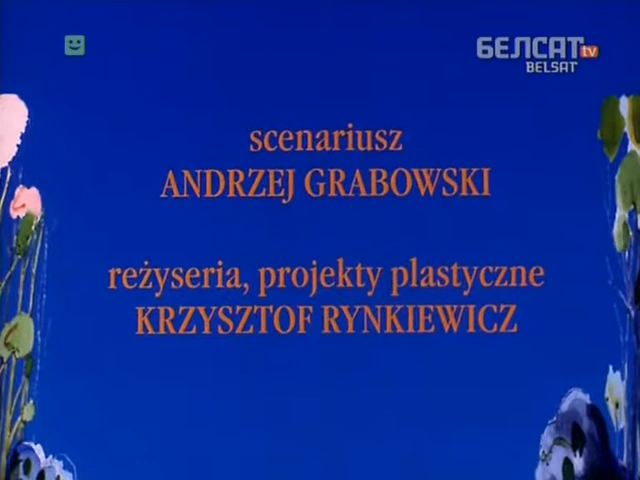 БЕЛСАТ tv
BELSAT
scenariusz
ANDRZEJ GRABOWSKI
reżyseria, projekty plastyczne
KRZYSZTOF RYNKIEWICZ